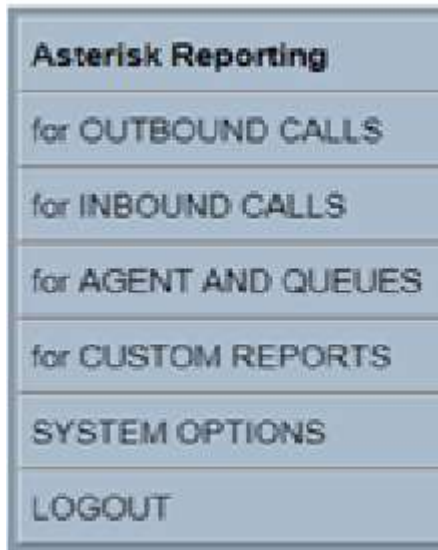 Asterisk Reporting
for OUTBOUND CALLS
for INBOUND CALLS
for AGENT AND QUEUES
for CUSTOM REPORTS
SYSTEM OPTIONS
LOGOUT